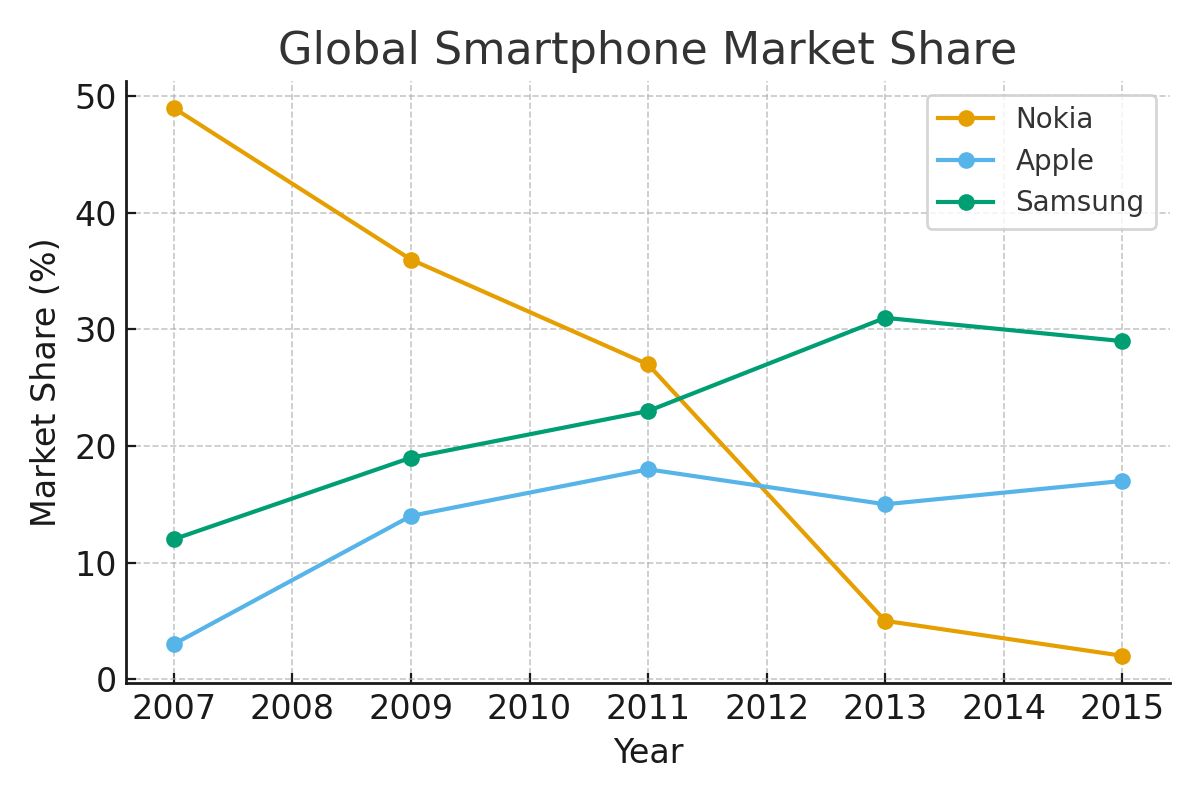 Global Smartphone Market Share
50
40
30
20
10
0
Market Share (%)
Nokia
Apple
Samsung
2007 2008 2009 2010 2011 2012 2013 2014 2015
Year